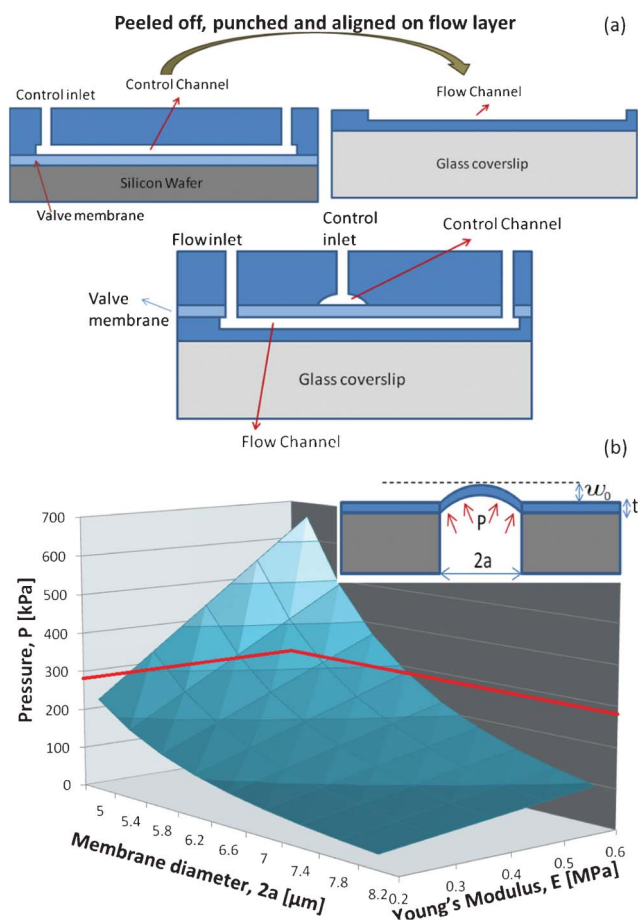 Peeled off, punched and aligned on flow layer
(a)
Control inlet
Control Channel
Flow Channel
Silicon Wafer
Glass coverslip
Valve membrane
Flow inlet
Control
inlet
Control Channel
Valve
membrane
Glass coverslip
Flow Channel
(b)
w₀
t
P
2a
Pressure, P [kPa]
700
600
500
400
300
200
100
0
5
5.4
5.8
6.2
6.6
7
7.4
7.8
8.2
Membrane diameter, 2a [μm]
0.2
0.3
0.4
0.5
0.6
Young's Modulus, E [MPa]